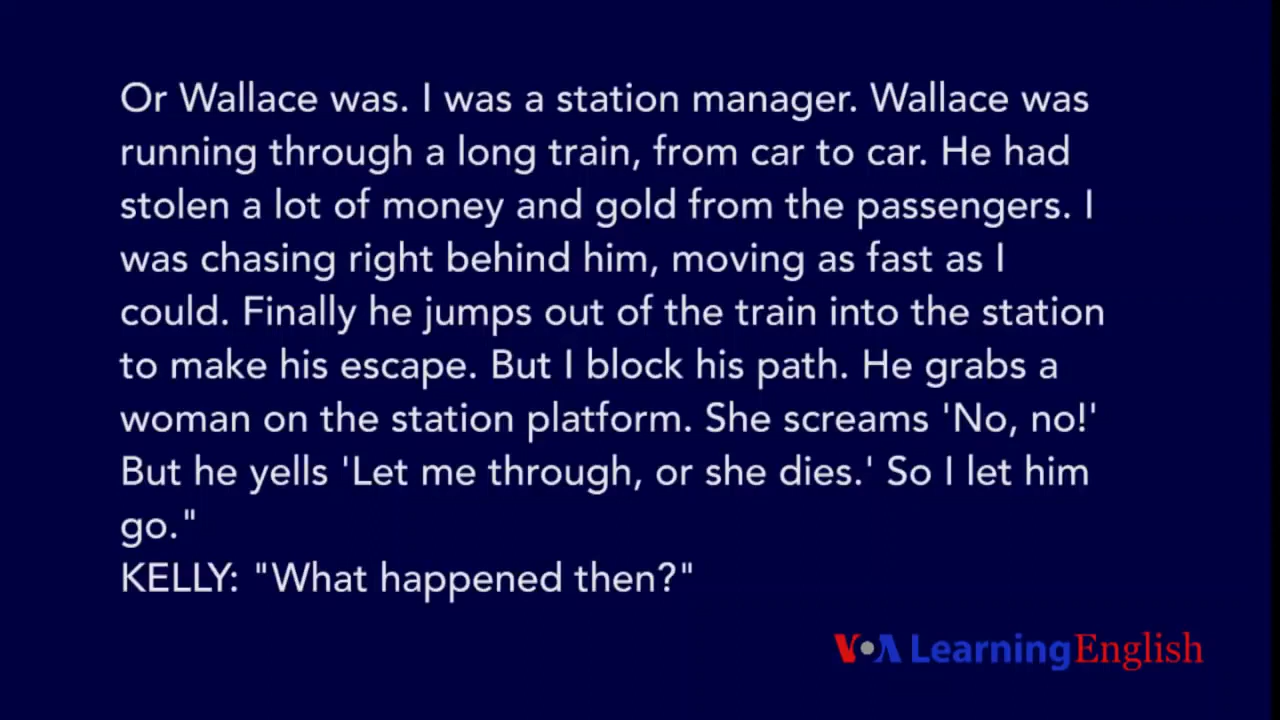 Or Wallace was. I was a station manager. Wallace was
running through a long train, from car to car. He had
stolen a lot of money and gold from the passengers. I
was chasing right behind him, moving as fast as I
could. Finally he jumps out of the train into the station
to make his escape. But I block his path. He grabs a
woman on the station platform. She screams 'No, no!'
But he yells 'Let me through, or she dies.' So I let him
go."
KELLY: "What happened then?"
VOA Learning English